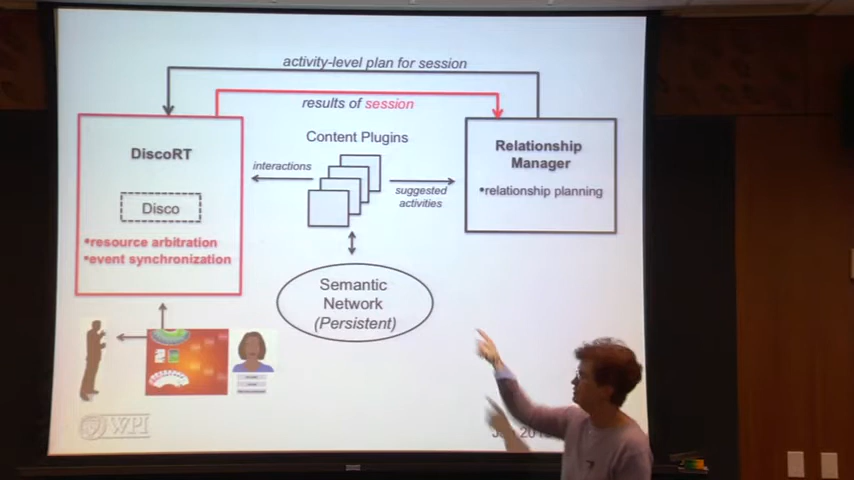 activity-level plan for session
results of session
Content Plugins
DiscoRT
Relationship
Manager
interactions
suggested
activities
•relationship planning
Disco
•resource arbitration
•event synchronization
Semantic
Network
(Persistent)
WPI